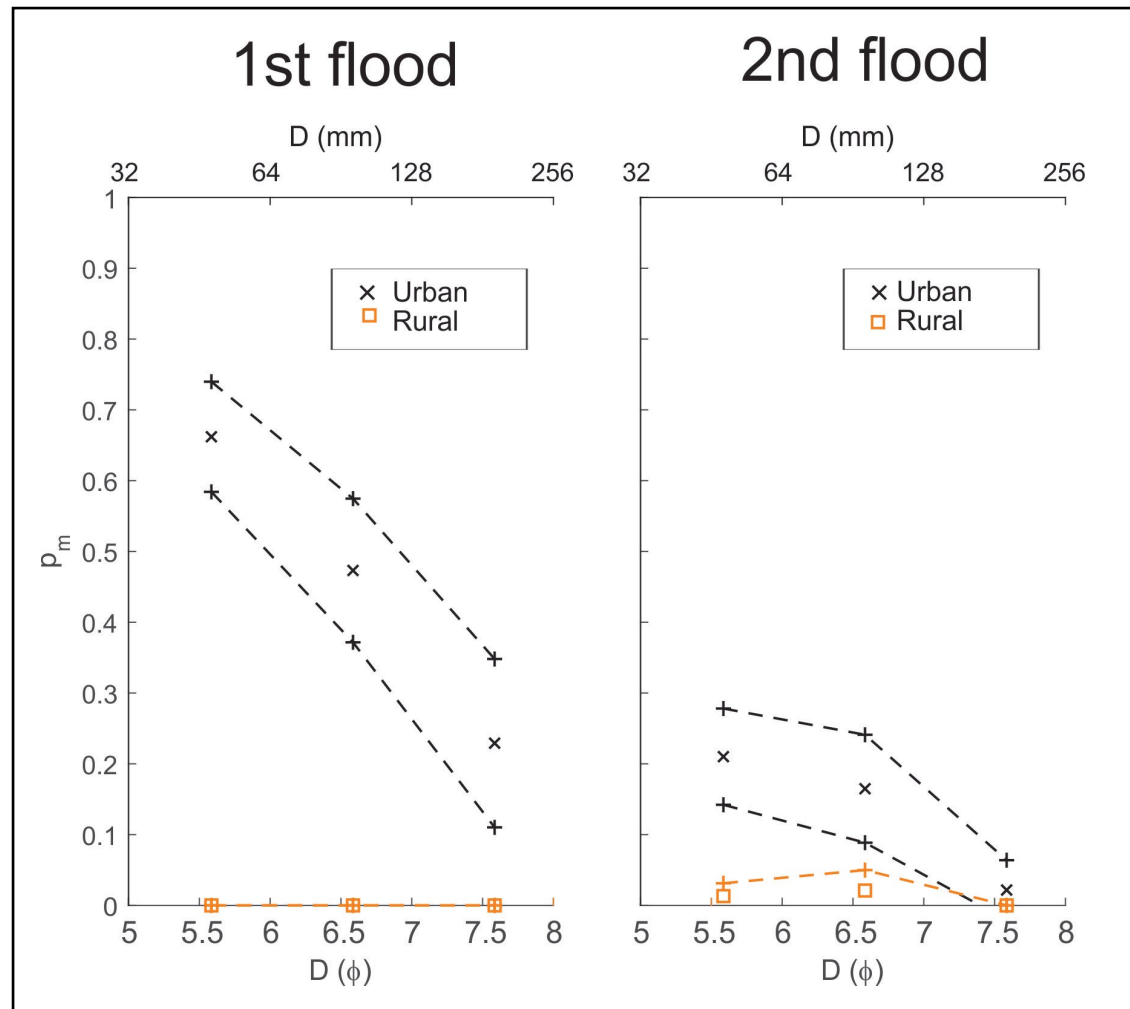 1st flood
D (mm)
32 64 128 256
1
0.9
0.8
0.7
0.6
0.5
0.4
0.3
0.2
0.1
0
p_m
× Urban
□ Rural
5 5.5 6 6.5 7 7.5 8
D (ϕ)
2nd flood
D (mm)
32 64 128 256
× Urban
□ Rural
5 5.5 6 6.5 7 7.5 8
D (ϕ)